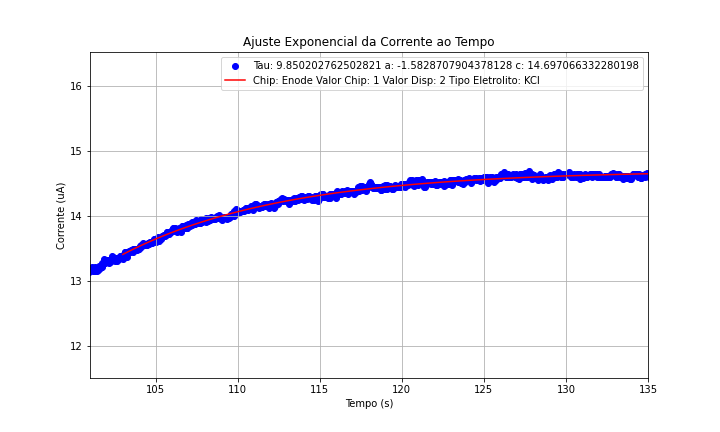 Ajuste Exponencial da Corrente ao Tempo
Tau: 9.850202762502821 a: -1.5828707904378128 c: 14.697066332280198
Chip: Enode Valor Chip: 1 Valor Disp: 2 Tipo Eletrolito: KCl
16
15
14
13
12
Corrente (uA)
105 110 115 120 125 130 135
Tempo (s)